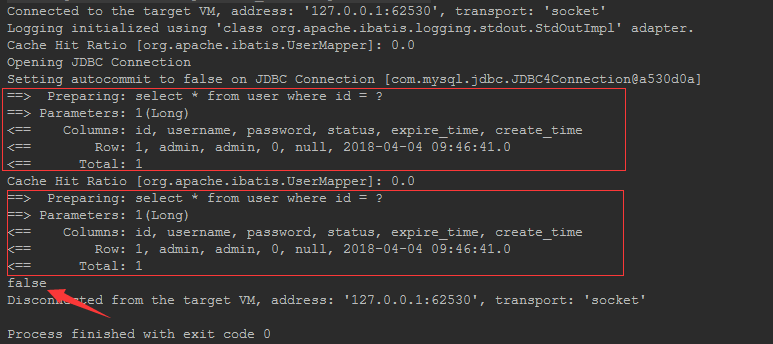 Connected to the target VM, address: '127.0.0.1:62530', transport: 'socket'
Logging initialized using 'class org.apache.ibatis.logging.stdout.StdOutImpl' adapter.
Cache Hit Ratio [org.apache.ibatis.UserMapper]: 0.0
Opening JDBC Connection
Setting autocommit to false on JDBC Connection [com.mysql.jdbc.JDBC4Connection@a530d0a]
==>  Preparing: select * from user where id = ?
==> Parameters: 1(Long)
<==    Columns: id, username, password, status, expire_time, create_time
<==        Row: 1, admin, admin, 0, null, 2018-04-04 09:46:41.0
<==      Total: 1
Cache Hit Ratio [org.apache.ibatis.UserMapper]: 0.0
==>  Preparing: select * from user where id = ?
==> Parameters: 1(Long)
<==    Columns: id, username, password, status, expire_time, create_time
<==        Row: 1, admin, admin, 0, null, 2018-04-04 09:46:41.0
<==      Total: 1
false
Disconnected from the target VM, address: '127.0.0.1:62530', transport: 'socket'
Process finished with exit code 0